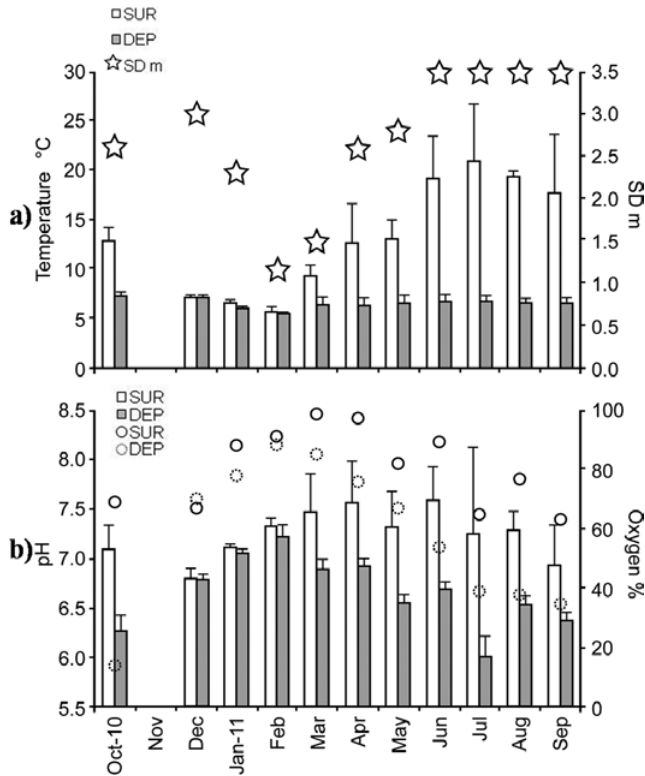 SUR
DEP
SD m
30
25
20
15
10
5
0
Temperature °C
a)
3.5
3.0
2.5
2.0
1.5
1.0
0.5
0.0
SD m
SUR
DEP
SUR
DEP
8.5
8.0
7.5
7.0
6.5
6.0
5.5
pH
b)
100
80
60
40
20
0
Oxygen %
Oct-10
Nov
Dec
Jan-11
Feb
Mar
Apr
May
Jun
Jul
Aug
Sep